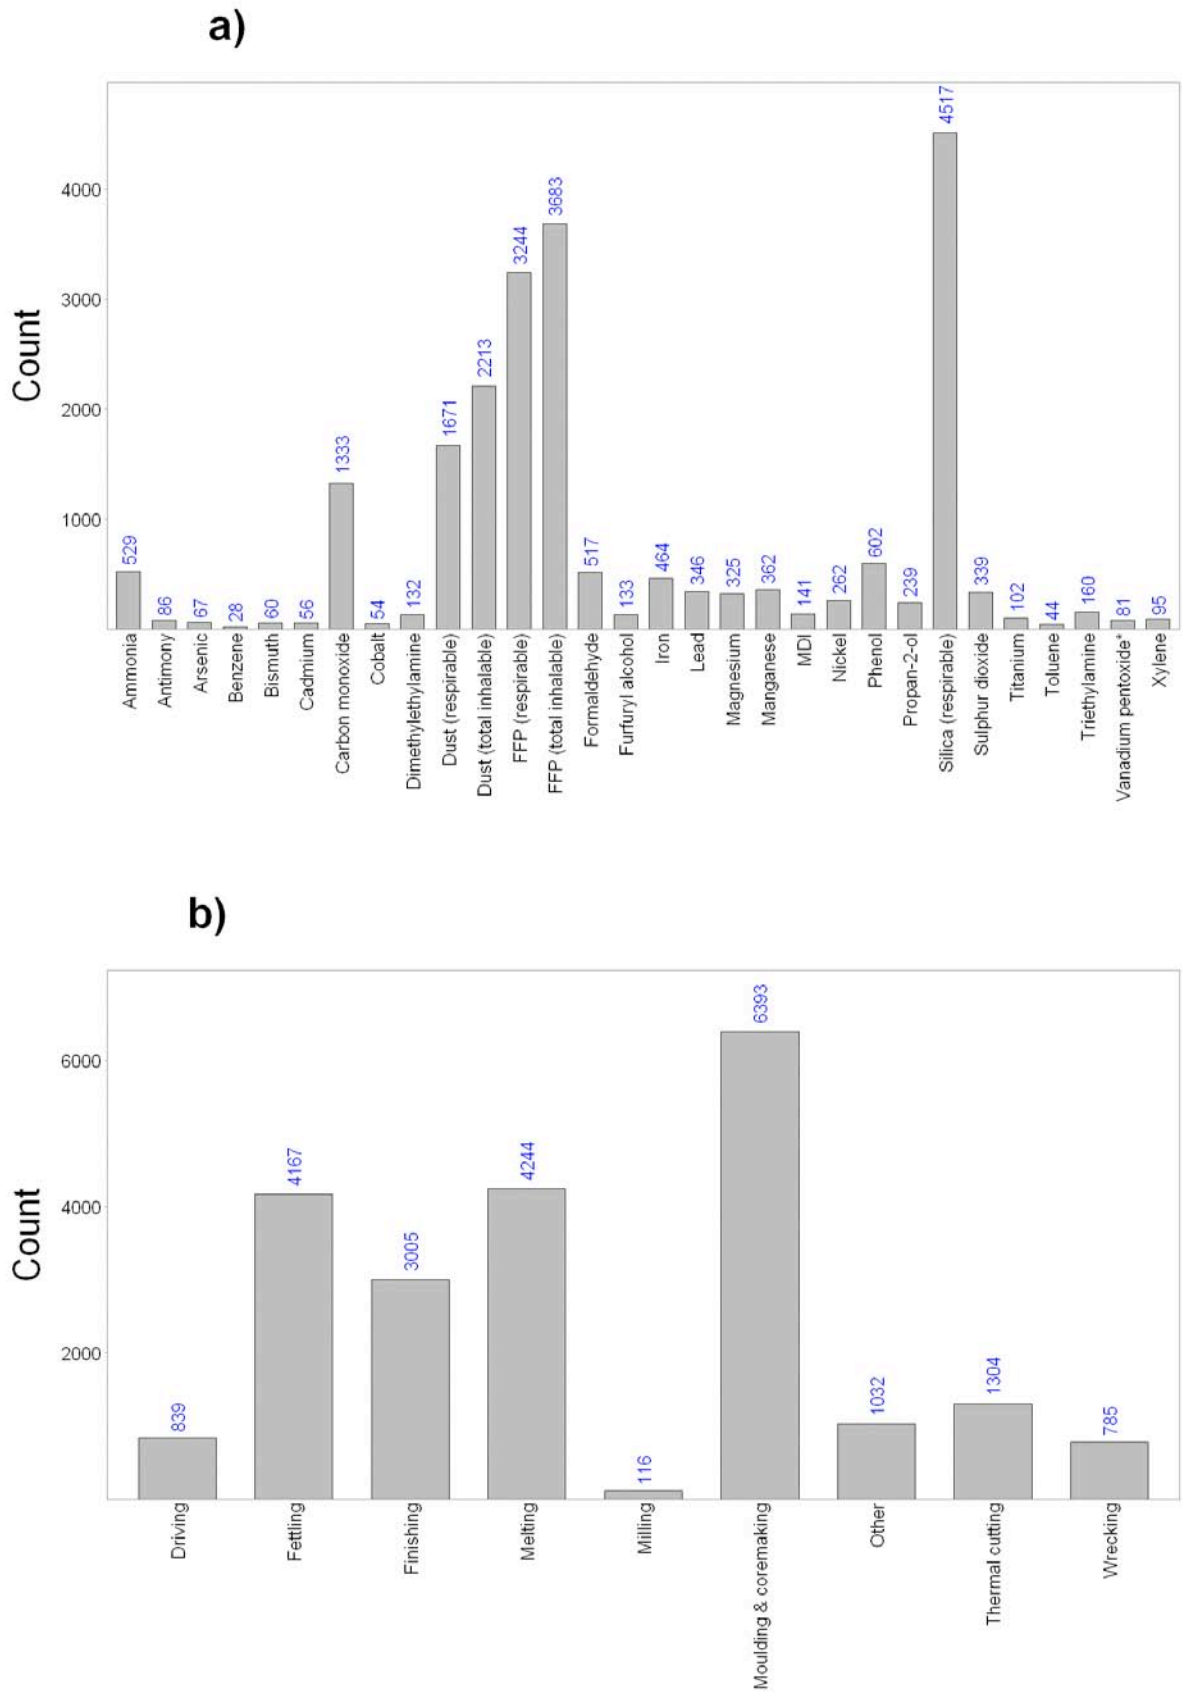 a)
Count
4000
3000
2000
1000
529
86
67
28
60
56
1333
54
132
1671
2213
3244
3683
517
133
464
346
325
362
141
262
602
239
4517
339
102
44
160
81
95
Ammonia
Antimony
Arsenic
Benzene
Bismuth
Cadmium
Carbon monoxide
Cobalt
Dimethylethylamine
Dust (respirable)
Dust (total inhalable)
FFP (respirable)
FFP (total inhalable)
Formaldehyde
Furfuryl alcohol
Iron
Lead
Magnesium
Manganese
MDI
Nickel
Phenol
Propan-2-ol
Silica (respirable)
Sulphur dioxide
Titanium
Toluene
Triethylamine
Vanadium pentoxide*
Xylene
b)
Count
6000
4000
2000
839
4167
3005
4244
116
6393
1032
1304
785
Driving
Fettling
Finishing
Melting
Milling
Moulding & coremaking
Other
Thermal cutting
Wrecking